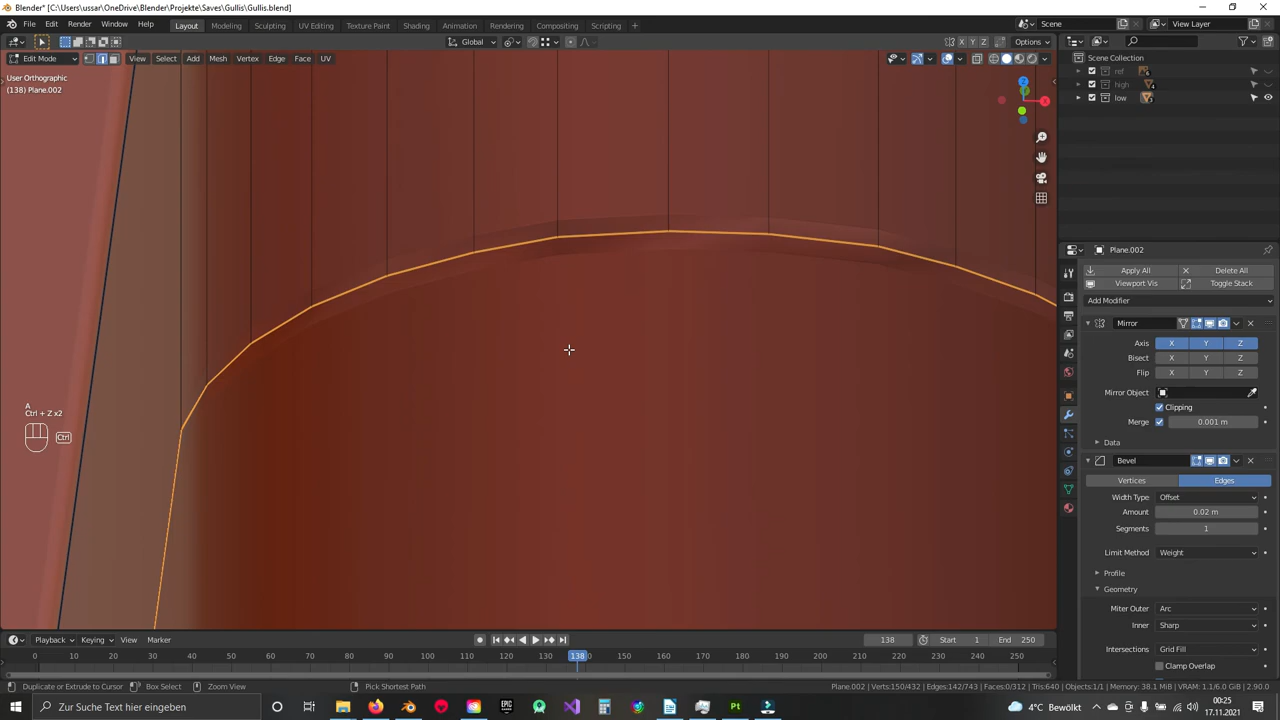 Blender* [C:\Users\ussar\OneDrive\Blender\Projekte\Saves\Gullis\Gullis.blend]
File Edit Render Window Help Layout Modeling Sculpting UV Editing Texture Paint Shading Animation Rendering Compositing Scripting + Scene View Layer
Global X Y Z Options
Edit Mode View Select Add Mesh Vertex Edge Face UV
Scene Collection
ref 6
high 4
low 3
User Orthographic
(138) Plane.002
Z
X
Plane.002
Apply All Delete All
Viewport Vis Toggle Stack
Add Modifier
Mirror
Axis X Y Z
Bisect X Y Z
Flip X Y Z
Mirror Object
Clipping
Merge 0.001 m
Data
Bevel
Vertices Edges
Width Type Offset
Amount 0.02 m
Segments 1
Limit Method Weight
Profile
Geometry
Miter Outer Arc
Inner Sharp
Intersections Grid Fill
Clamp Overlap
A
Ctrl + Z x2
Ctrl
Playback Keying View Marker 138 Start 1 End 250
0 10 20 30 40 50 60 70 80 90 100 110 120 130 138 0 150 160 170 180 190 200 210 220 230 240 250
Duplicate or Extrude to Cursor Box Select Zoom View Pick Shortest Path Plane.002 | Verts:150/432 | Edges:142/743 | Faces:0/312 | Tris:640 | Objects:1/1 | Memory: 38.1 MiB | VRAM: 1.1/6.0 GiB | 2.90.0
Zur Suche Text hier eingeben EPIC GAMES Pt 4°C Bewölkt 00:25
17.11.2021